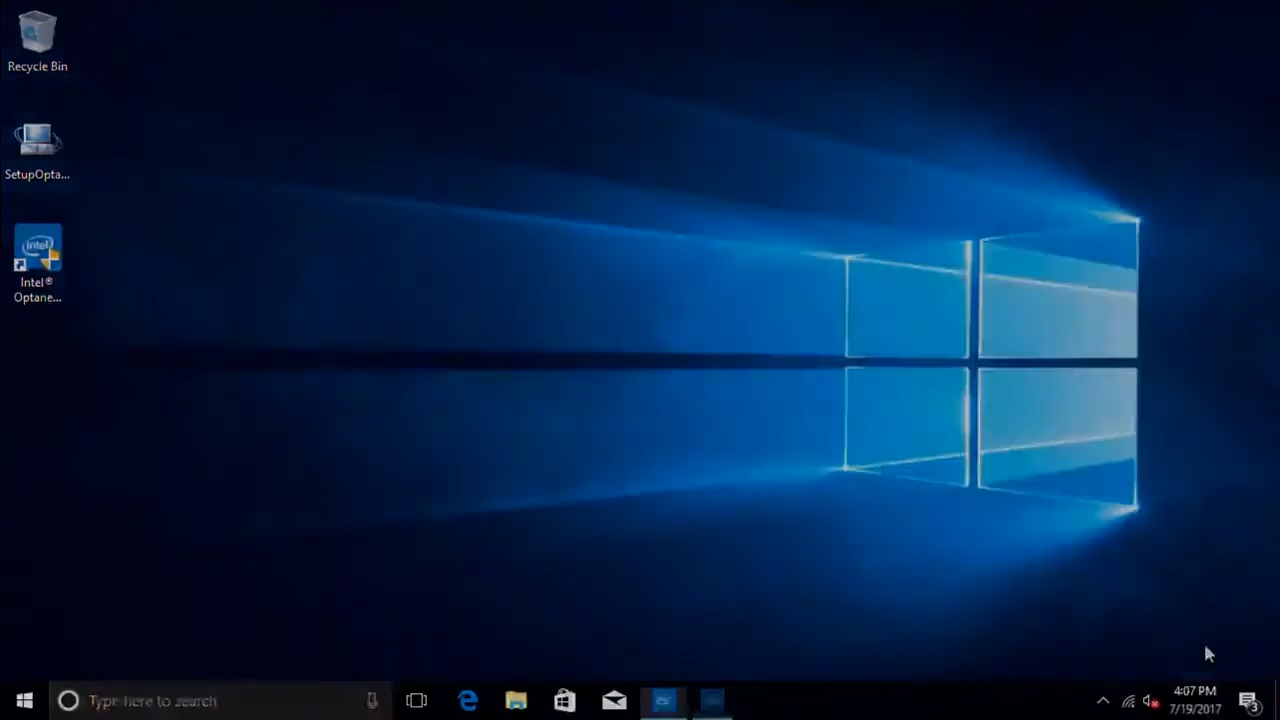 Recycle Bin
SetupOpta...
intel
Intel®
Optane...
Type here to search
4:07 PM
7/19/2017
3